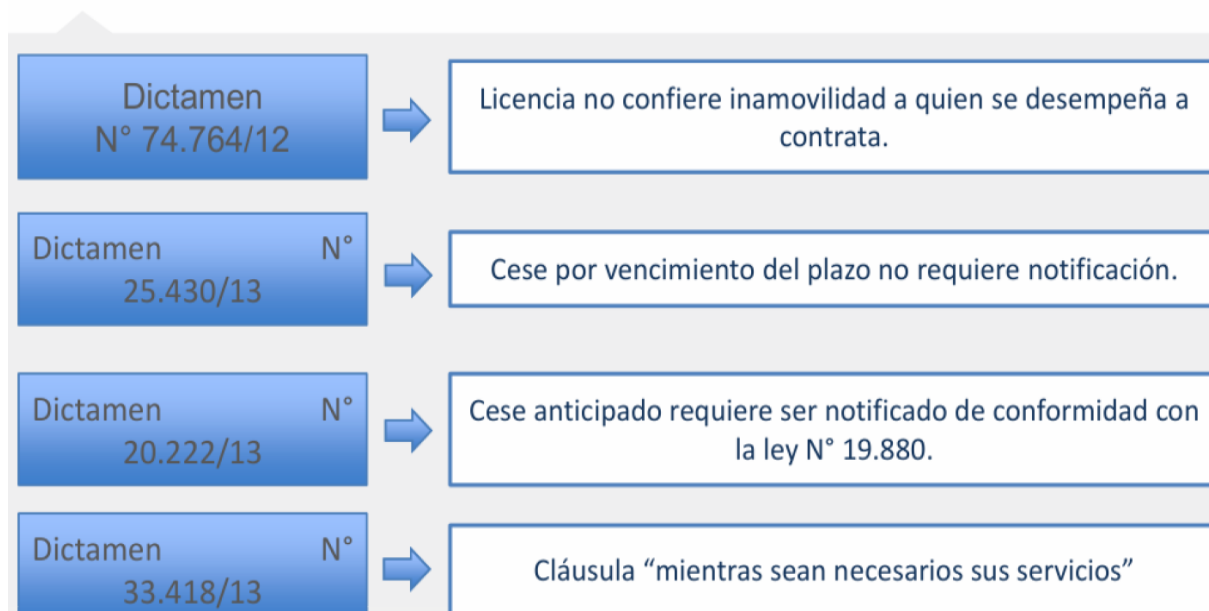 Dictamen
N° 74.764/12
Licencia no confiere inamovilidad a quien se desempeña a
contrata.
Dictamen N°
25.430/13
Cese por vencimiento del plazo no requiere notificación.
Dictamen N°
20.222/13
Cese anticipado requiere ser notificado de conformidad con
la ley N° 19.880.
Dictamen N°
33.418/13
Cláusula “mientras sean necesarios sus servicios”